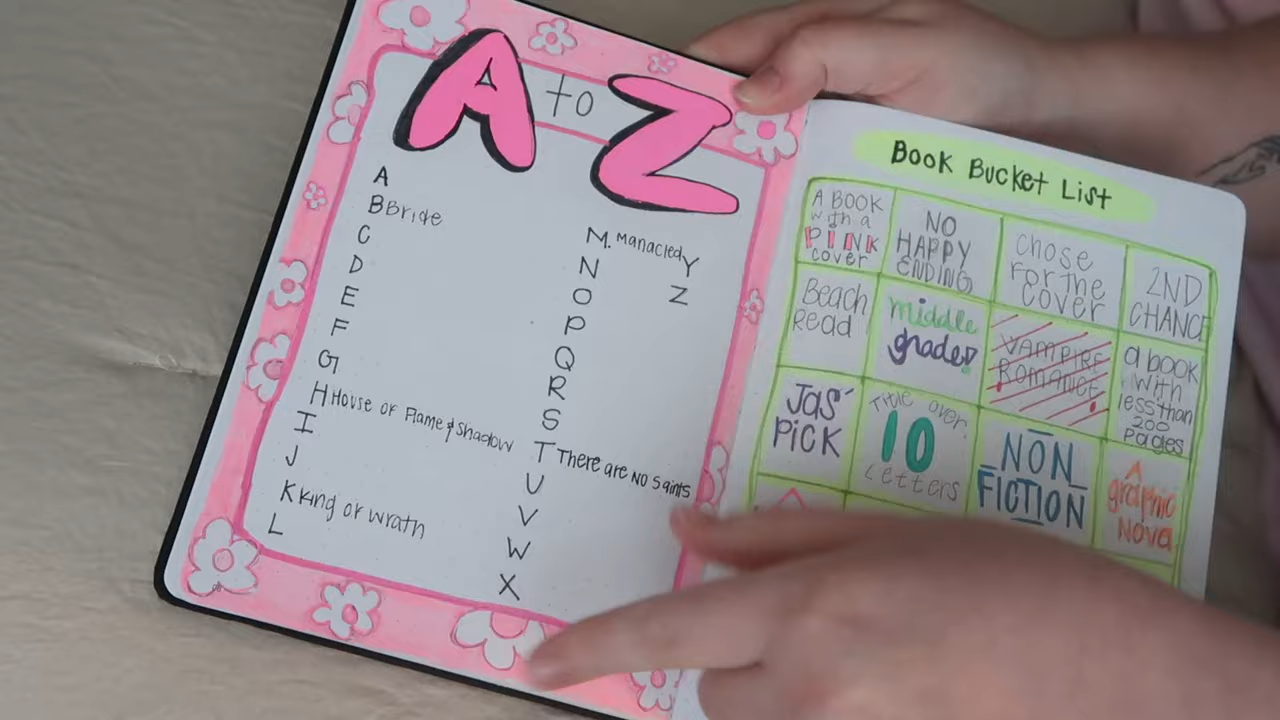 A to Z
A
B Bride
C
D
E
F
G
H House of Flame & Shadow
I
J
K King of Wrath
L
M. Manacled
N
O
P
Q
R
S
T There are No Saints
U
V
W
X
Y
Z
Book Bucket List
A BOOK
with a
PINK
cover
NO
HAPPY
ENDING
Chose
for the
cover
2ND
CHANCE
Beach
Read
middle
grade
VAMPIRE
ROMANCE
a book
with
less than
200
pages
Jas'
PICK
Title over
10
Letters
NON
FICTION
A
graphic
Nova